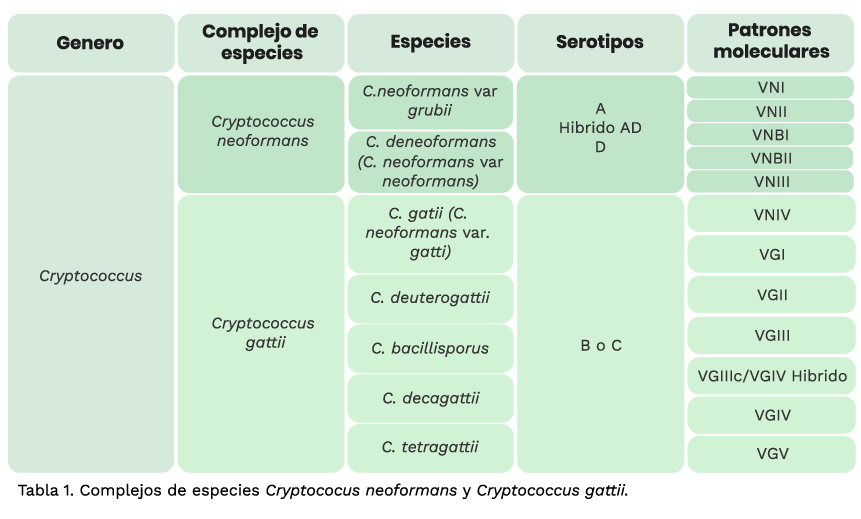 Genero
Complejo de
especies
Especies
Serotipos
Patrones
moleculares
Cryptococcus
Cryptococcus
neoformans
C.neoformans var
grubii
C. deneoformans
(C. neoformans var
neoformans)
A
Hibrido AD
D
VNI
VNII
VNBI
VNBII
VNIII
Cryptococcus
gattii
C. gatii (C.
neoformans var.
gatti)
C. deuterogattii
C. bacillisporus
C. decagattii
C. tetragattii
B o C
VNIV
VGI
VGII
VGIII
VGIIIc/VGIV Hibrido
VGIV
VGV
Tabla 1. Complejos de especies Cryptococus neoformans y Cryptococcus gattii.